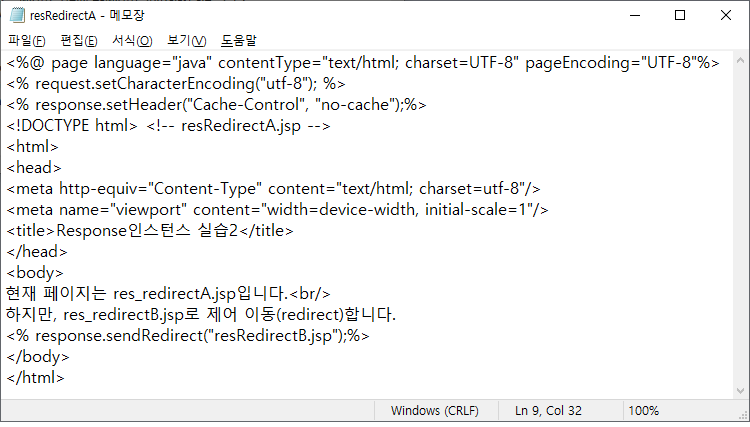 resRedirectA - 메모장
파일(F) 편집(E) 서식(O) 보기(V) 도움말
<%@ page language="java" contentType="text/html; charset=UTF-8" pageEncoding="UTF-8"%>
<% request.setCharacterEncoding("utf-8"); %>
<% response.setHeader("Cache-Control", "no-cache");%>
<!DOCTYPE html> <!-- resRedirectA.jsp -->
<html>
<head>
<meta http-equiv="Content-Type" content="text/html; charset=utf-8"/>
<meta name="viewport" content="width=device-width, initial-scale=1"/>
<title>Response인스턴스 실습2</title>
</head>
<body>
현재 페이지는 res_redirectA.jsp입니다.<br/>
하지만, res_redirectB.jsp로 제어 이동(redirect)합니다.
<% response.sendRedirect("resRedirectB.jsp");%>
</body>
</html>
Windows (CRLF) Ln 9, Col 32 100%